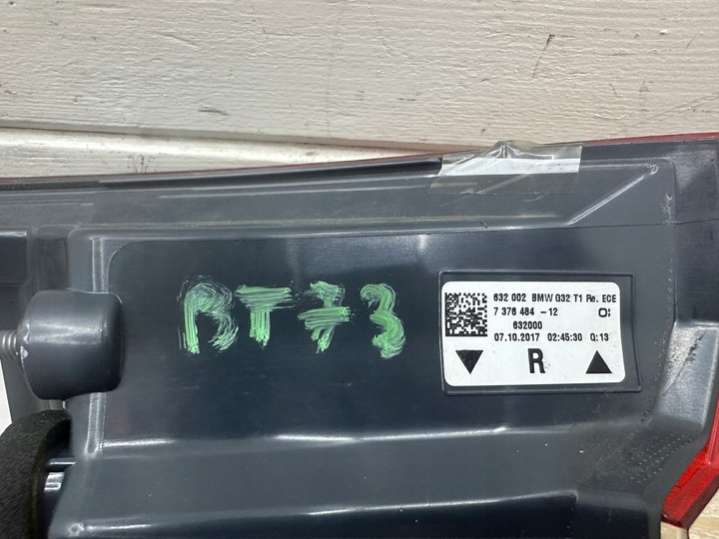 BT73
632 002 BMW G32 T1 Re. ECE
7 376 484 -12
632000
07.10.2017 02:45:30 Q:13
R